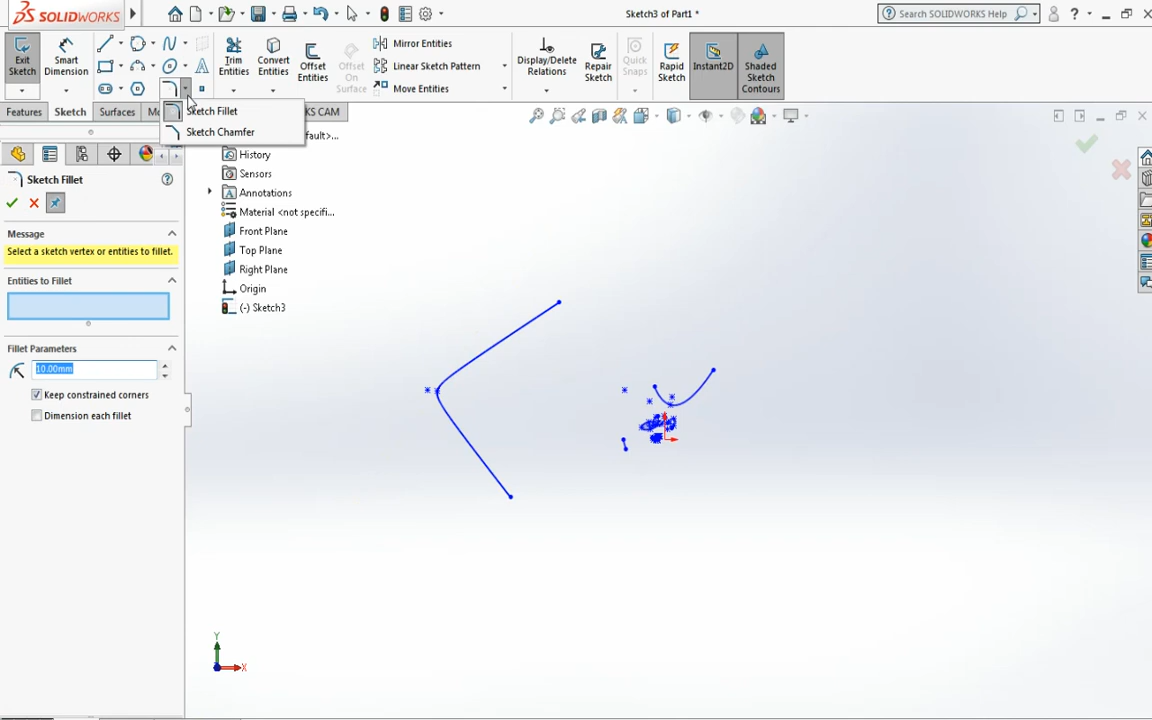 SOLIDWORKS
Sketch3 of Part1 *
Search SOLIDWORKS Help
Exit Sketch
Smart Dimension
Trim Entities
Convert Entities
Offset Entities
Offset On Surface
Mirror Entities
Linear Sketch Pattern
Move Entities
Display/Delete Relations
Repair Sketch
Quick Snaps
Rapid Sketch
Instant2D
Shaded Sketch Contours
Features
Sketch
Surfaces
KS CAM
Sketch Fillet
Sketch Chamfer
fault>...
History
Sensors
Annotations
Material <not specifi...
Front Plane
Top Plane
Right Plane
Origin
(-) Sketch3
Sketch Fillet
Message
Select a sketch vertex or entities to fillet.
Entities to Fillet
Fillet Parameters
10.00mm
Keep constrained corners
Dimension each fillet
Y
X